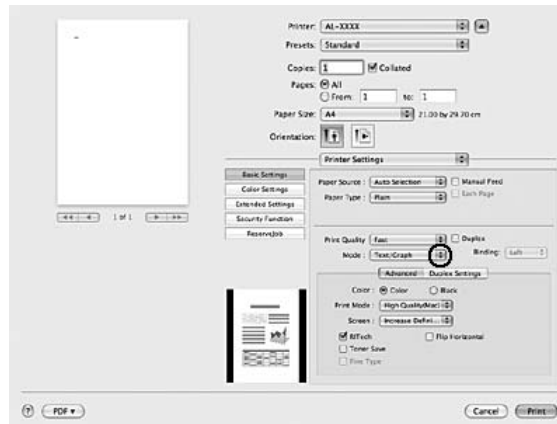 Printer: AL-XXXX
Presets: Standard
Copies: 1 Collated
Pages: All
From: 1 to: 1
Paper Size: A4 21.00 by 29.70 cm
Orientation:
Printer Settings
Basic Settings
Color Settings
Extended Settings
Security Function
ReserveJob
Paper Source : Auto Selection Manual Feed
Paper Type : Plain Each Page
1 of 1
Print Quality : Fast Duplex
Mode : Text/Graph Binding: Left
Advanced Duplex Settings
Color : Color Black
Print Mode : High Quality(Mac)
Screen : Increase Defini...
RITech Flip Horizontal
Toner Save
Fine Type
? PDF Cancel Print